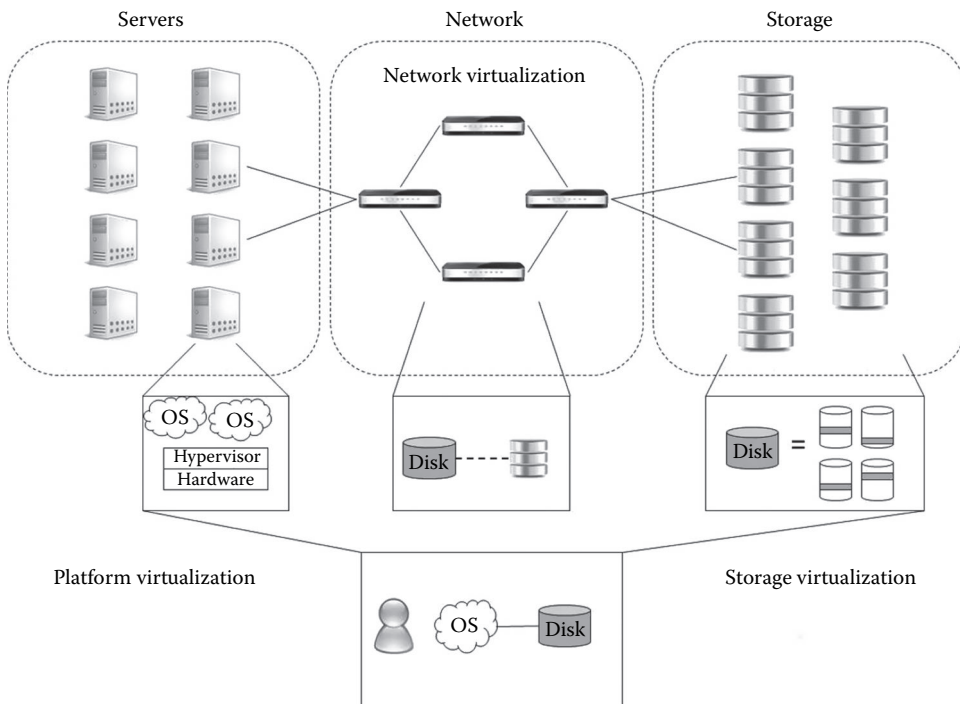 Servers
Network
Storage
Network virtualization
OS
OS
Hypervisor
Hardware
Disk
Disk
=
Platform virtualization
Storage virtualization
OS
Disk